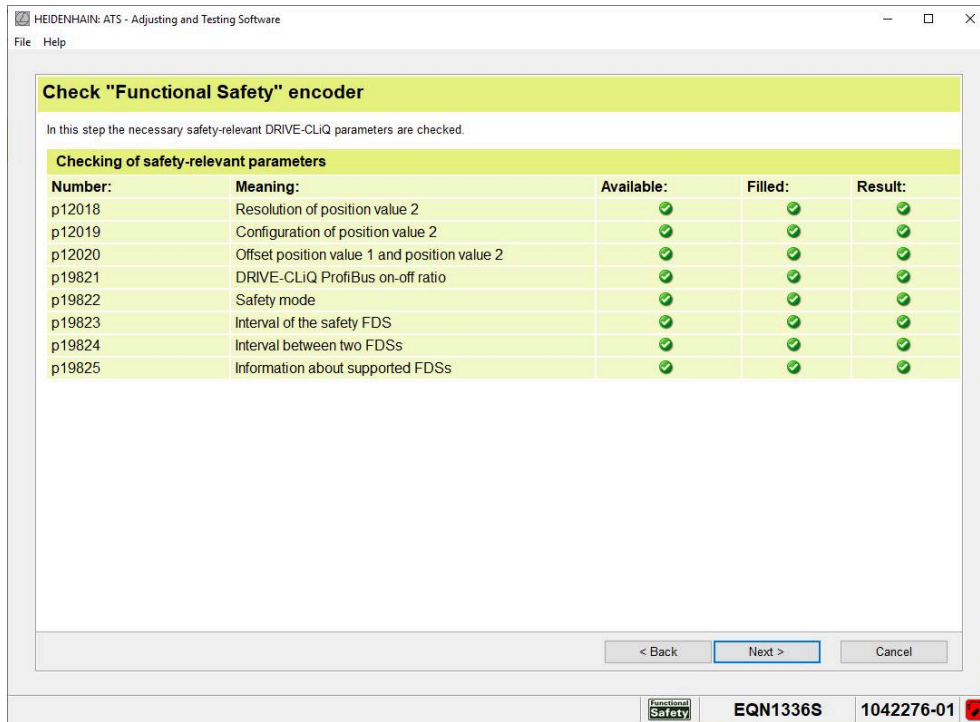 HEIDENHAIN: ATS - Adjusting and Testing Software
File Help
Check "Functional Safety" encoder
In this step the necessary safety-relevant DRIVE-CLiQ parameters are checked.
Checking of safety-relevant parameters
Number: Meaning: Available: Filled: Result:
p12018 Resolution of position value 2
p12019 Configuration of position value 2
p12020 Offset position value 1 and position value 2
p19821 DRIVE-CLiQ ProfiBus on-off ratio
p19822 Safety mode
p19823 Interval of the safety FDS
p19824 Interval between two FDSs
p19825 Information about supported FDSs
< Back Next > Cancel
Functional
Safety EQN1336S 1042276-01